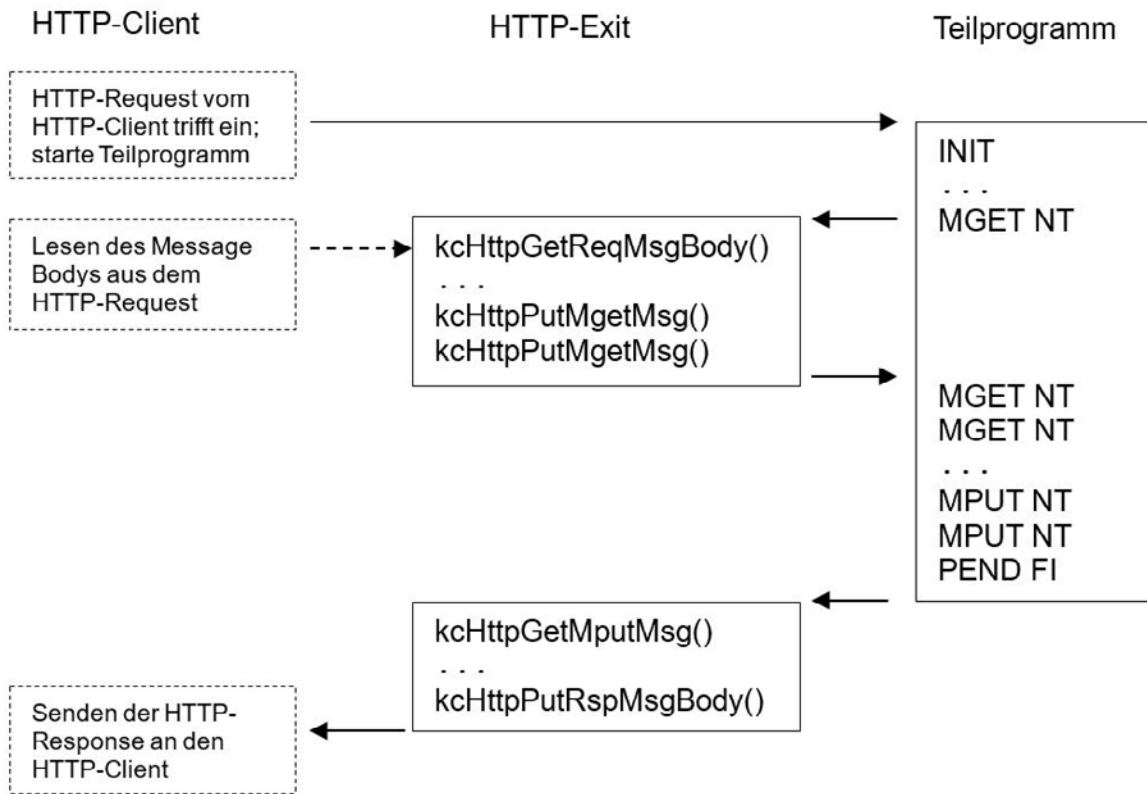 HTTP-Client
HTTP-Exit
Teilprogramm
HTTP-Request vom
HTTP-Client trifft ein;
starte Teilprogramm
INIT
. . .
MGET NT
Lesen des Message
Bodys aus dem
HTTP-Request
kcHttpGetReqMsgBody()
. . .
kcHttpPutMgetMsg()
kcHttpPutMgetMsg()
MGET NT
MGET NT
. . .
MPUT NT
MPUT NT
PEND FI
kcHttpGetMputMsg()
. . .
kcHttpPutRspMsgBody()
Senden der HTTP-
Response an den
HTTP-Client